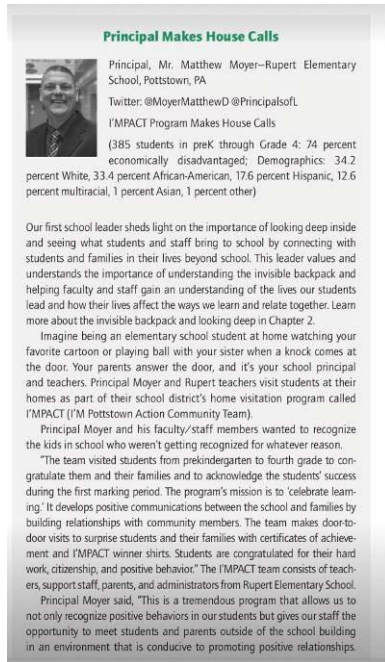 Principal Makes House Calls
Principal, Mr. Matthew Moyer—Rupert Elementary
School, Pottstown, PA
Twitter: @MoyerMatthewD @PrincipalsofL
I'MPACT Program Makes House Calls
(385 students in preK through Grade 4: 74 percent
economically disadvantaged; Demographics: 34.2
percent White, 33.4 percent African-American, 17.6 percent Hispanic, 12.6
percent multiracial, 1 percent Asian, 1 percent other)
Our first school leader sheds light on the importance of looking deep inside
and seeing what students and staff bring to school by connecting with
students and families in their lives beyond school. This leader values and
understands the importance of understanding the invisible backpack and
helping faculty and staff gain an understanding of the lives our students
lead and how their lives affect the ways we learn and relate together. Learn
more about the invisible backpack and looking deep in Chapter 2.
Imagine being an elementary school student at home watching your
favorite cartoon or playing ball with your sister when a knock comes at
the door. Your parents answer the door, and it's your school principal
and teachers. Principal Moyer and Rupert teachers visit students at their
homes as part of their school district's home visitation program called
I'MPACT (I'M Pottstown Action Community Team).
Principal Moyer and his faculty/staff members wanted to recognize
the kids in school who weren't getting recognized for whatever reason.
"The team visited students from prekindergarten to fourth grade to con-
gratulate them and their families and to acknowledge the students' success
during the first marking period. The program's mission is to 'celebrate learn-
ing.' It develops positive communications between the school and families by
building relationships with community members. The team makes door-to-
door visits to surprise students and their families with certificates of achieve-
ment and I'MPACT winner shirts. Students are congratulated for their hard
work, citizenship, and positive behavior." The I'MPACT team consists of teach-
ers, support staff, parents, and administrators from Rupert Elementary School.
Principal Moyer said, "This is a tremendous program that allows us to
not only recognize positive behaviors in our students but gives our staff the
opportunity to meet students and parents outside of the school building
in an environment that is conducive to promoting positive relationships.